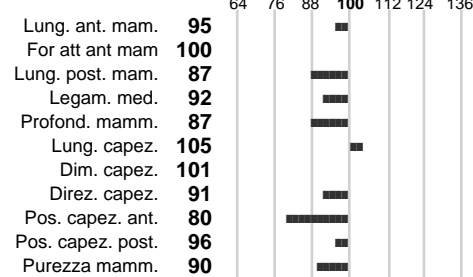 64 76 88 100 112 124 136
Lung. ant. mam. 95
For att ant mam 100
Lung. post. mam. 87
Legam. med. 92
Profond. mamm. 87
Lung. capez. 105
Dim. capez. 101
Direz. capez. 91
Pos. capez. ant. 80
Pos. capez. post. 96
Purezza mamm. 90